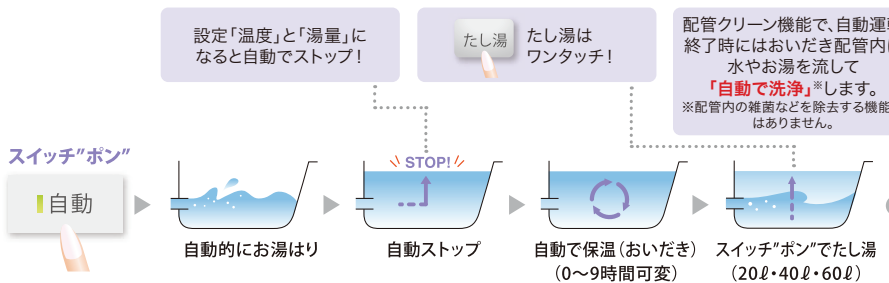 設定「温度」と「湯量」に
なると自動でストップ！
たし湯
たし湯は
ワンタッチ！
配管クリーン機能で、自動運転
終了時にはおいだき配管内に
水やお湯を流して
「自動で洗浄」※します。
※配管内の雑菌などを除去する機能
はありません。
スイッチ”ポン”
自動
STOP!
自動的にお湯はり
自動ストップ
自動で保温（おいだき）
（0〜9時間可変）
スイッチ”ポン”でたし湯
（20ℓ・40ℓ・60ℓ）